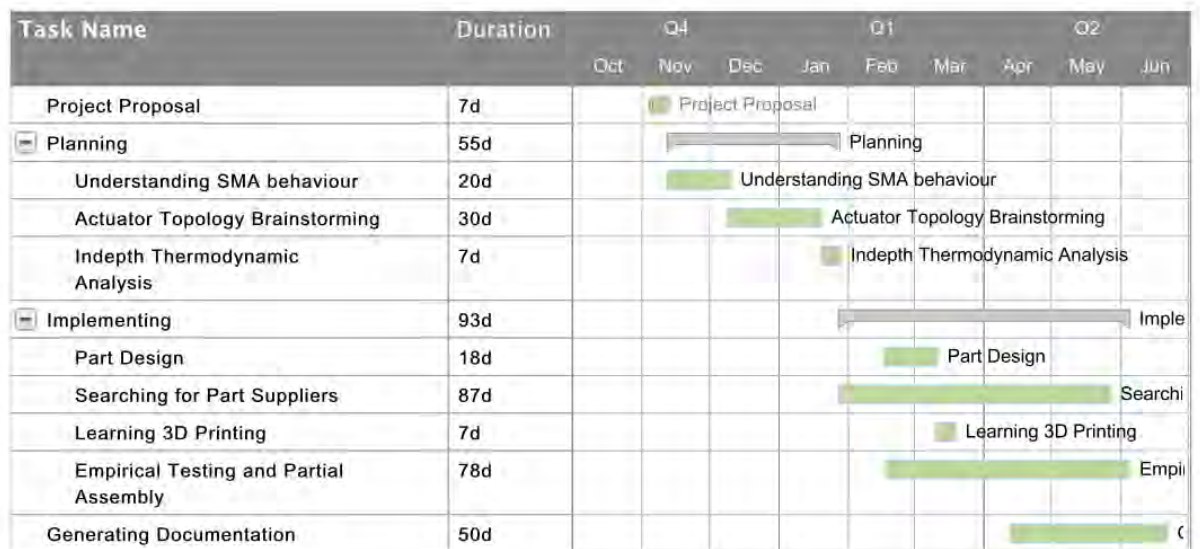 Task Name Duration Q4 Q1 Q2
Oct Nov Dec Jan Feb Mar Apr May Jun
Project Proposal 7d Project Proposal
Planning 55d Planning
Understanding SMA behaviour 20d Understanding SMA behaviour
Actuator Topology Brainstorming 30d Actuator Topology Brainstorming
Indepth Thermodynamic 7d Indepth Thermodynamic Analysis
Analysis
Implementing 93d Imple
Part Design 18d Part Design
Searching for Part Suppliers 87d Searchi
Learning 3D Printing 7d Learning 3D Printing
Empirical Testing and Partial 78d Empi
Assembly
Generating Documentation 50d